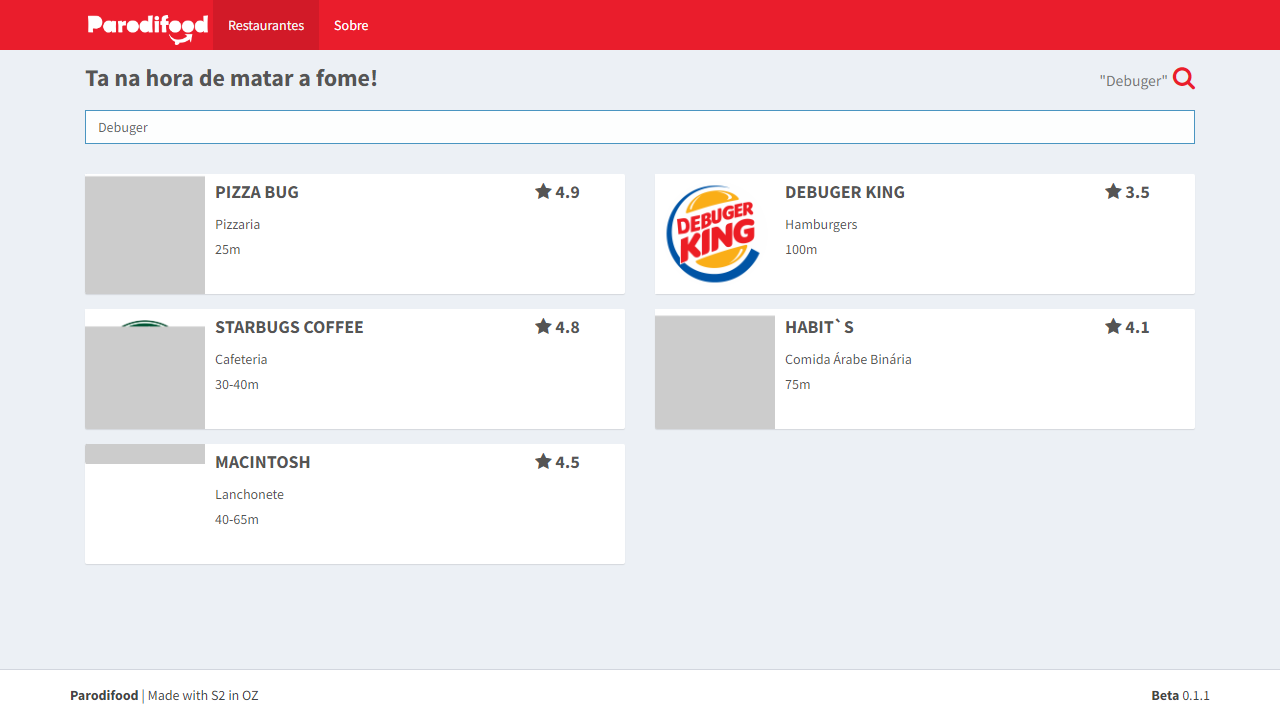 Parodifood Restaurantes Sobre
Ta na hora de matar a fome!
"Debuger"
Debuger
PIZZA BUG 4.9
Pizzaria
25m
DEBUGER
KING
DEBUGER KING 3.5
Hamburgers
100m
STARBUGS COFFEE 4.8
Cafeteria
30-40m
HABIT`S 4.1
Comida Árabe Binária
75m
MACINTOSH 4.5
Lanchonete
40-65m
Parodifood | Made with S2 in OZ
Beta 0.1.1